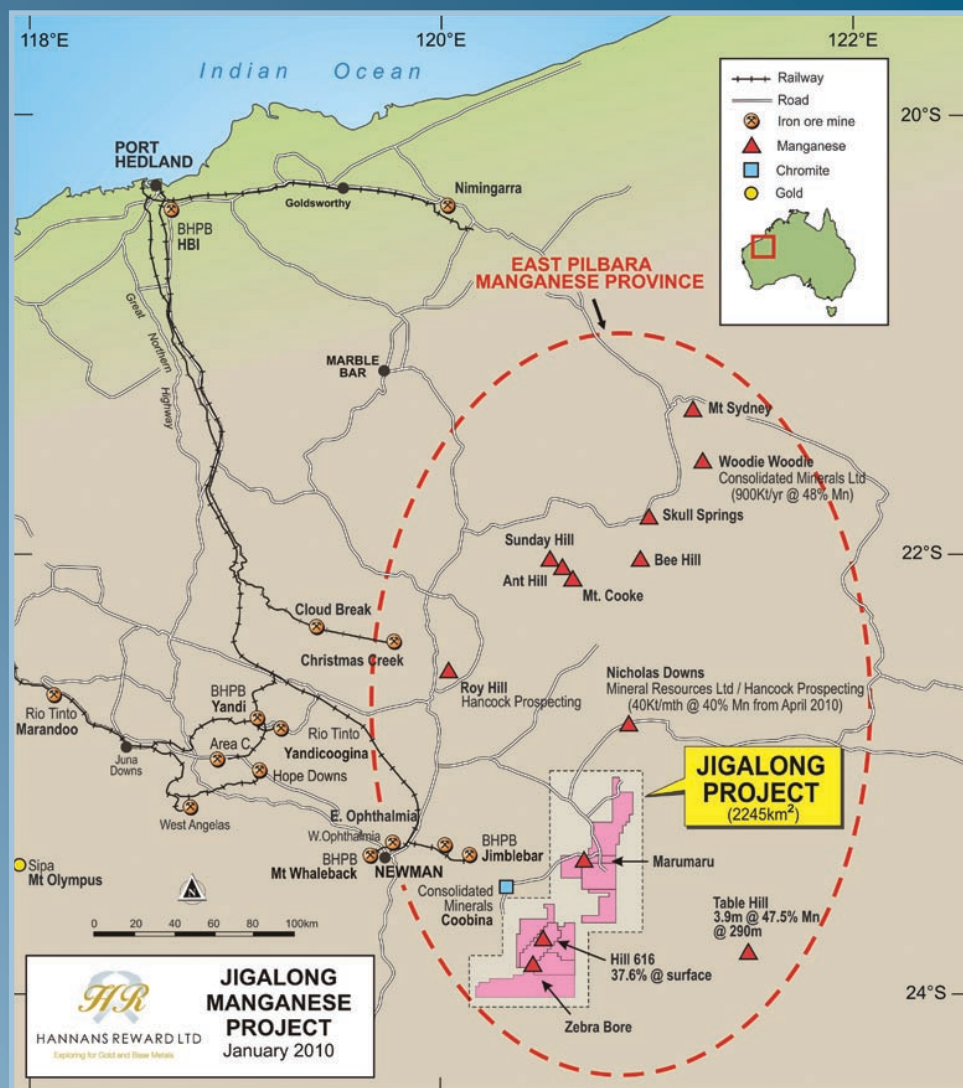 118°E
120°E
122°E
Indian Ocean
Railway
Road
Iron ore mine
Manganese
Chromite
Gold
20°S
PORT
HEDLAND
Goldsworthy
Nimingarra
BHPB
HBI
EAST PILBARA
MANGANESE PROVINCE
Great Northern Highway
MARBLE
BAR
Mt Sydney
Woodie Woodie
Consolidated Minerals Ltd
(900Kt/yr @ 48% Mn)
Skull Springs
Sunday Hill
Bee Hill
22°S
Ant Hill
Mt. Cooke
Cloud Break
Christmas Creek
Roy Hill
Hancock Prospecting
Nicholas Downs
Mineral Resources Ltd / Hancock Prospecting
(40Kt/mth @ 40% Mn from April 2010)
BHPB
Yandi
Rio Tinto
Marandoo
Rio Tinto
Yandicoogina
Area C
Juna
Downs
Hope Downs
JIGALONG
PROJECT
(2245km²)
West Angelas
E. Ophthalmia
W.Ophthalmia
BHPB
Jimblebar
BHPB
Mt Whaleback
NEWMAN
Marumaru
Sipa
Mt Olympus
N
Consolidated
Minerals
Coobina
Table Hill
3.9m @ 47.5% Mn
@ 290m
0 20 40 60 80 100km
Hill 616
37.6% @ surface
24°S
Zebra Bore
HR
HANNANS REWARD LTD
Exploring for Gold and Base Metals
JIGALONG
MANGANESE
PROJECT
January 2010
118°E
120°E